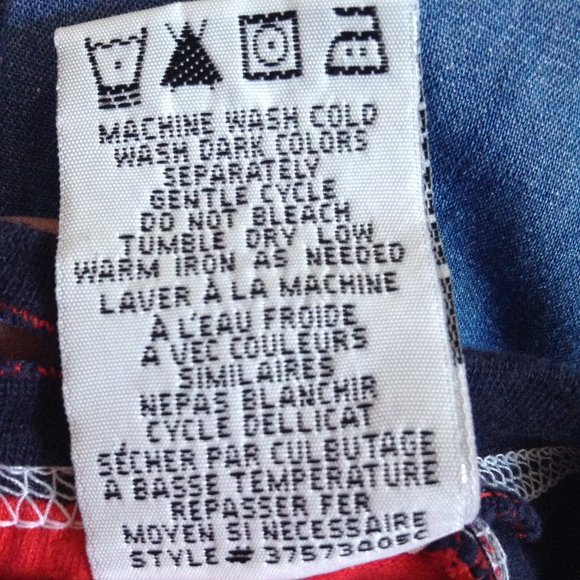 MACHINE WASH COLD
WASH DARK COLORS
SEPARATELY
GENTLE CYCLE
DO NOT BLEACH
TUMBLE DRY LOW
WARM IRON AS NEEDED
LAVER À LA MACHINE
À L'EAU FROIDE
A VEC COULEURS
SIMILAIRES
NEPAS BLANCHIR
CYCLE DELLICAT
SÉCHER PAR CULBUTAGE
A BASSE TEMPÉRATURE
REPASSER FER
MOYEN SI NÉCESSAIRE
STYLE #